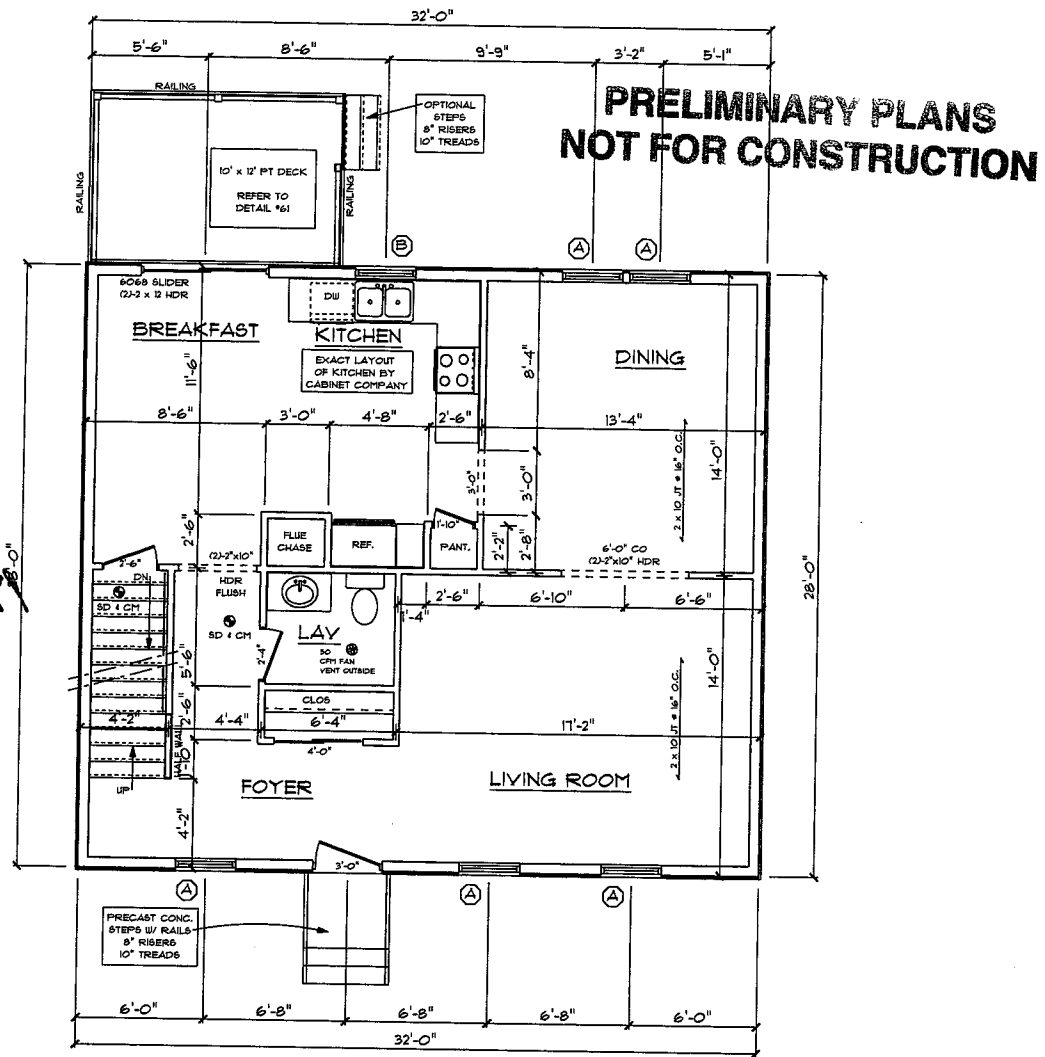 32'-0"
5'-6" 8'-6" 9'-9" 3'-2" 5'-1"
PRELIMINARY PLANS
NOT FOR CONSTRUCTION
RAILING
OPTIONAL
STEPS
8" RISERS
10" TREADS
10' x 12' PT DECK
REFER TO
DETAIL #61
RAILING
RAILING
B
A
A
6068 SLIDER
(2)-2 x 12 HDR
DW
BREAKFAST
KITCHEN
DINING
EXACT LAYOUT
OF KITCHEN BY
CABINET COMPANY
11'-6"
8'-4"
8'-6" 3'-0" 4'-8" 2'-6" 13'-4"
2 x 10 JT @ 16" O.C.
14'-0"
3'-0"
3'-0"
2'-6"
FLUE
CHASE
REF.
1'-10"
PANT.
2'-2"
2'-8"
6'-0" CO
(2)-2"x10" HDR
2'-6"
(2)-2"x10"
HDR
FLUSH
DN
SD & CM
SD & CM
28'-0"
2'-6" 6'-10" 6'-6"
1'-4"
LAV
50
CFM FAN
VENT OUTSIDE
2'-4"
5'-6"
CLOS
2 x 10 JT @ 16" O.C.
14'-0"
4'-2" 4'-4" 6'-4" 17'-2"
2'-6"
4'-0"
HALF WALL
1'-10"
UP
FOYER
LIVING ROOM
4'-2"
3'-0"
A
A
A
PRECAST CONC.
STEPS W/ RAILS
8" RISERS
10" TREADS
6'-0" 6'-8" 6'-8" 6'-8" 6'-0"
32'-0"